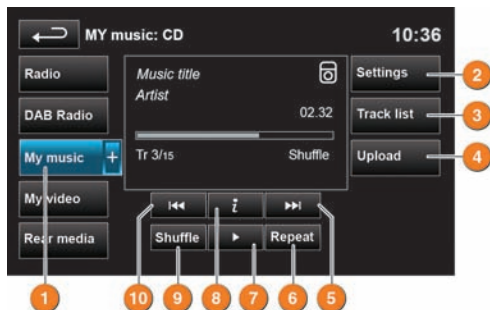 MY music: CD 10:36
Radio
DAB Radio
My music +
My video
Rear media
Music title
Artist
02.32
Tr 3/15 Shuffle
Settings
Track list
Upload
i
Shuffle Repeat
2
3
4
1
10
9
8
7
6
5